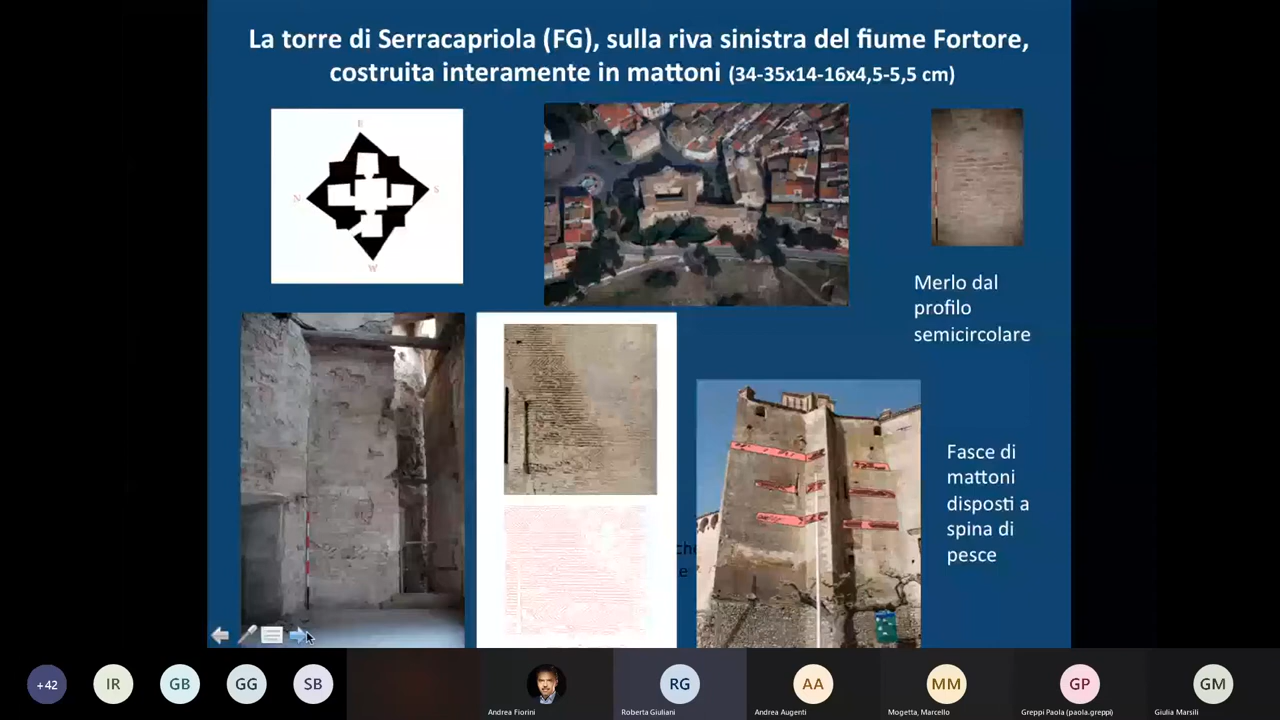 La torre di Serracapriola (FG), sulla riva sinistra del fiume Fortore,
costruita interamente in mattoni (34-35x14-16x4,5-5,5 cm)
E
N
S
W
Merlo dal
profilo
semicircolare
Fasce di
mattoni
disposti a
spina di
pesce
che
e
+42
IR
GB
GG
SB
RG
AA
MM
GP
GM
Andrea Fiorini
Roberta Giuliani
Andrea Augenti
Mogetta, Marcello
Greppi Paola (paola.greppi)
Giulia Marsili